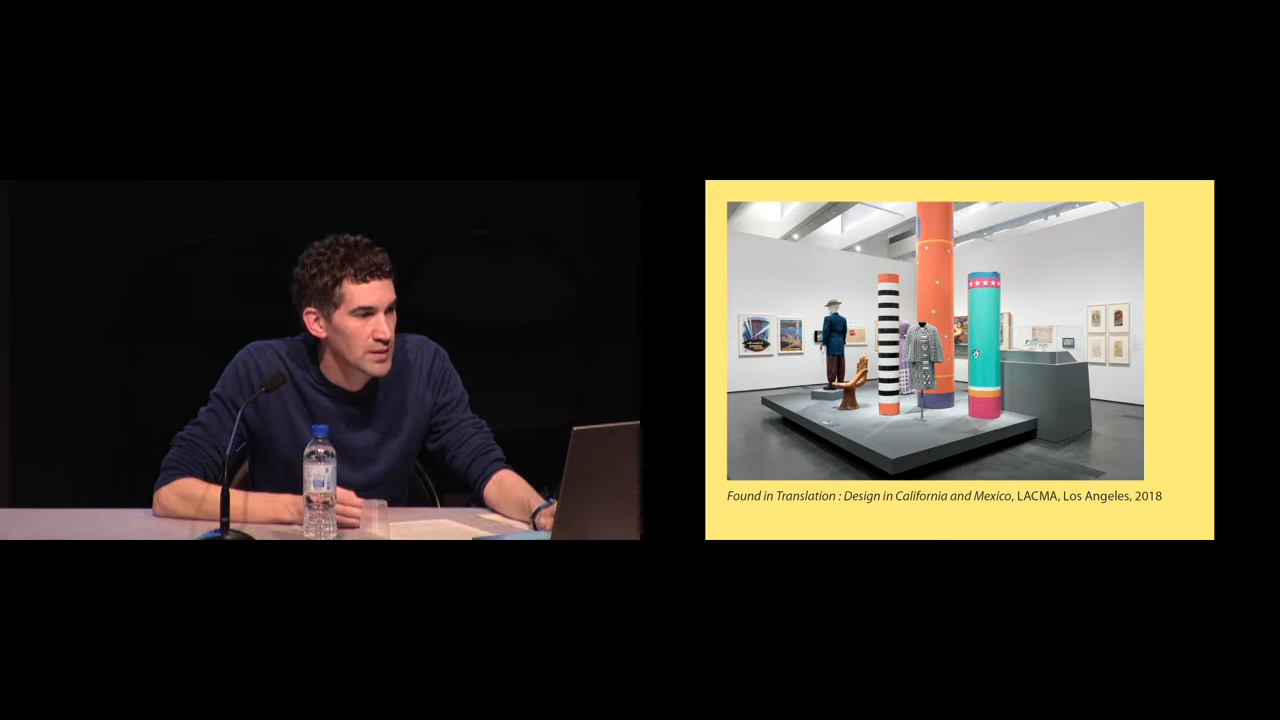 Found in Translation : Design in California and Mexico, LACMA, Los Angeles, 2018